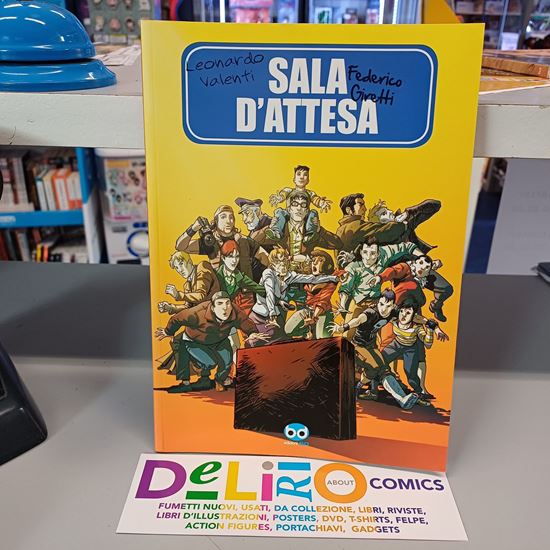 Leonardo
Valenti
SALA
D'ATTESA
Federico
Giretti
DeLiRiO
ABOUT
COMICS
FUMETTI NUOVI, USATI, DA COLLEZIONE, LIBRI, RIVISTE,
LIBRI D'ILLUSTRAZIONI, POSTERS, DVD, T-SHIRTS, FELPE,
ACTION FIGURES, PORTACHIAVI, GADGETS